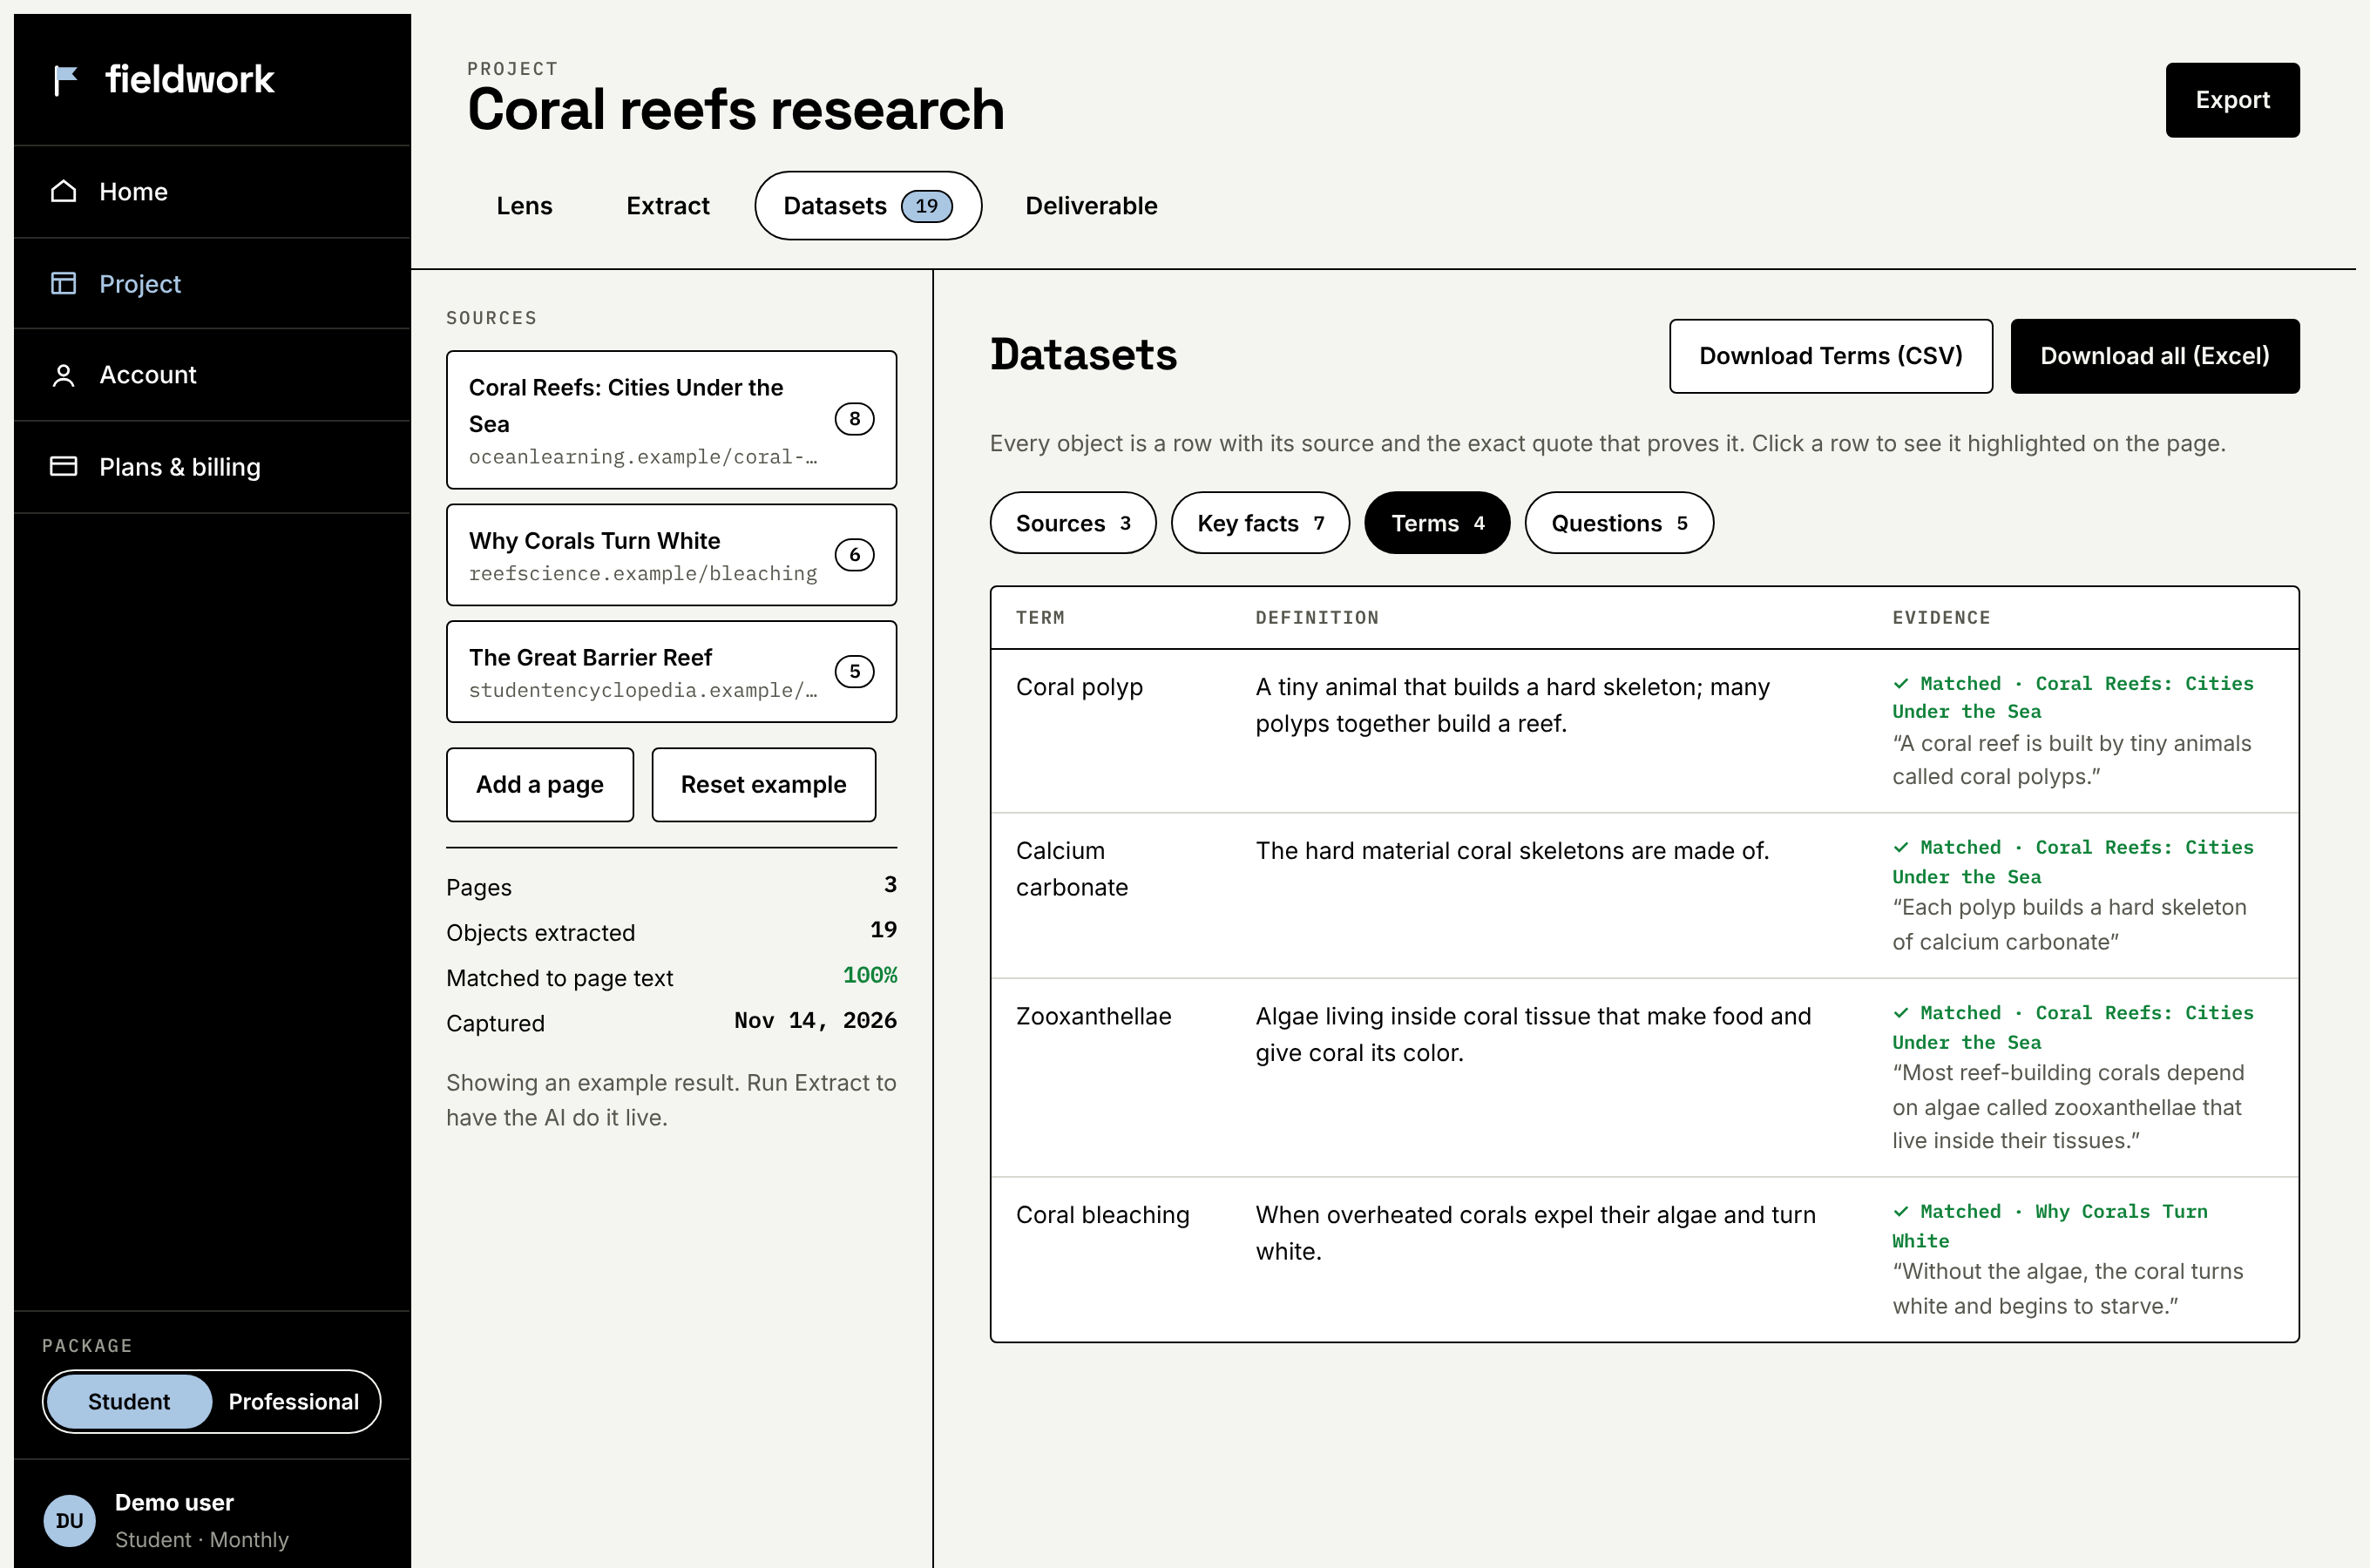 fieldwork
Home
Project
Account
Plans & billing
PACKAGE
Student
Professional
DU
Demo user
Student · Monthly
PROJECT
Coral reefs research
Export
Lens
Extract
Datasets 19
Deliverable
SOURCES
Coral Reefs: Cities Under the
Sea
oceanlearning.example/coral-…
8
Why Corals Turn White
reefscience.example/bleaching
6
The Great Barrier Reef
studentencyclopedia.example/…
5
Add a page
Reset example
Pages 3
Objects extracted 19
Matched to page text 100%
Captured Nov 14, 2026
Showing an example result. Run Extract to
have the AI do it live.
Datasets
Download Terms (CSV)
Download all (Excel)
Every object is a row with its source and the exact quote that proves it. Click a row to see it highlighted on the page.
Sources 3
Key facts 7
Terms 4
Questions 5
TERM
DEFINITION
EVIDENCE
Coral polyp
A tiny animal that builds a hard skeleton; many
polyps together build a reef.
✓ Matched · Coral Reefs: Cities
Under the Sea
“A coral reef is built by tiny animals
called coral polyps.”
Calcium
carbonate
The hard material coral skeletons are made of.
✓ Matched · Coral Reefs: Cities
Under the Sea
“Each polyp builds a hard skeleton
of calcium carbonate”
Zooxanthellae
Algae living inside coral tissue that make food and
give coral its color.
✓ Matched · Coral Reefs: Cities
Under the Sea
“Most reef-building corals depend
on algae called zooxanthellae that
live inside their tissues.”
Coral bleaching
When overheated corals expel their algae and turn
white.
✓ Matched · Why Corals Turn
White
“Without the algae, the coral turns
white and begins to starve.”